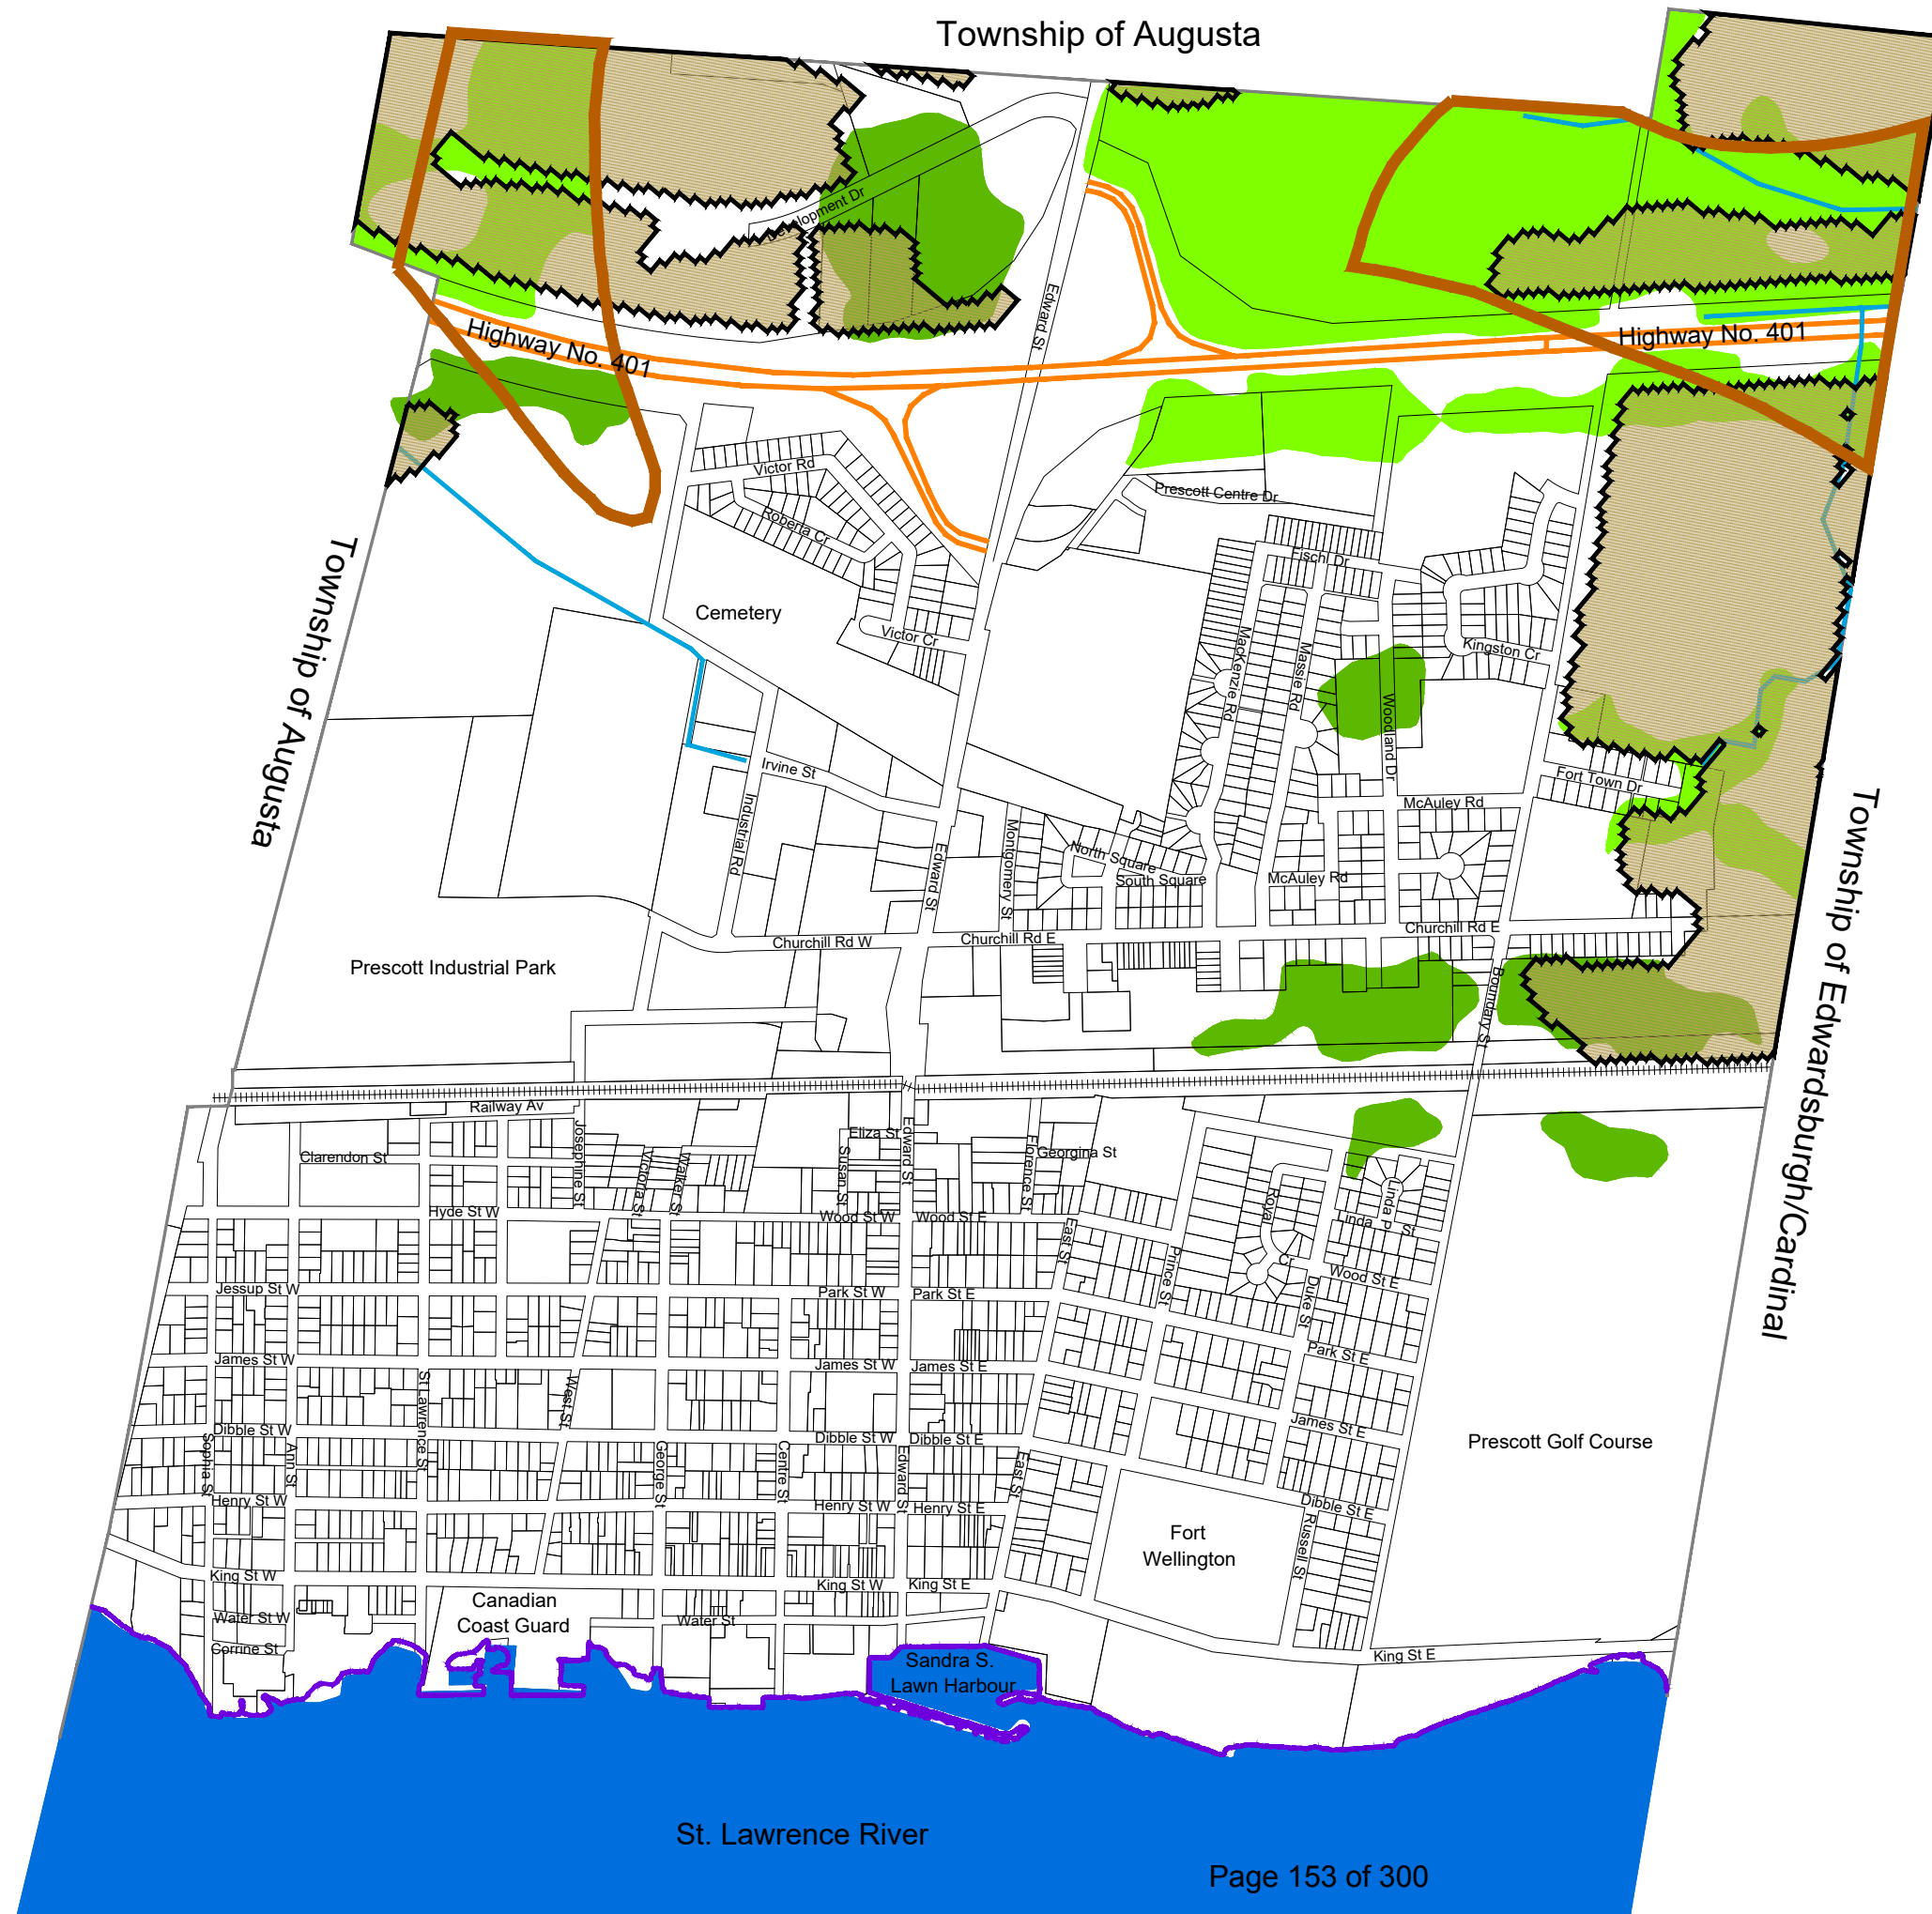 Township of Augusta
Development Dr
Edward St
Highway No. 401
Highway No. 401
Victor Rd
Prescott Centre Dr
Roberta Cr
Fischl Dr
Township of Augusta
Cemetery
Victor Cr
MacKenzie Rd
Massie Rd
Kingston Cr
Woodland Dr
Irvine St
Fort Town Dr
Industrial Rd
McAuley Rd
Montgomery St
Edward St
North Square
South Square
McAuley Rd
Township of Edwardsburgh/Cardinal
Churchill Rd W
Churchill Rd E
Churchill Rd E
Prescott Industrial Park
Boundary St
Railway Av
Josephine St
Eliza St
Edward St
Florence St
Georgina St
Clarendon St
Victoria St
Walker St
Susan St
Royal
Cr
Linda P
Linda St
Hyde St W
Wood St W
Wood St E
East St
Prince St
Wood St E
Duke St
Jessup St W
Park St W
Park St E
Park St E
James St W
James St W
James St E
St Lawrence St
West St
James St E
Dibble St W
Dibble St W
Dibble St E
Prescott Golf Course
Sophia St
Ann St
George St
Centre St
Edward St
East St
Henry St W
Henry St W
Henry St E
Dibble St E
Russell St
Fort
Wellington
King St W
King St W
King St E
Canadian
Coast Guard
Water St W
Water St
Corrine St
King St E
Sandra S.
Lawn Harbour
St. Lawrence River
Page 153 of 300